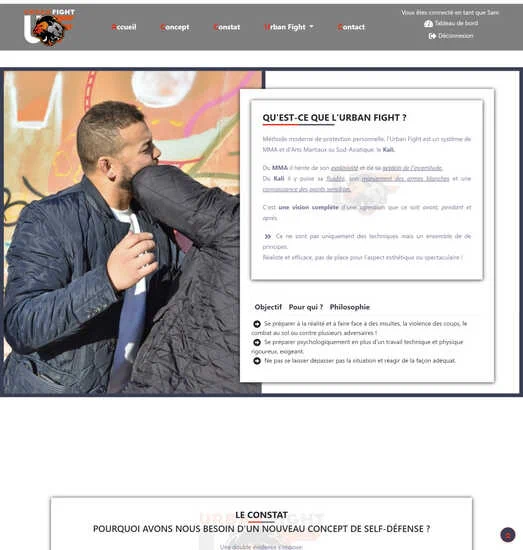 URBAN FIGHT
Accueil Concept Constat Urban Fight Contact
Vous êtes connecté en tant que Sam
Tableau de bord
Déconnexion
QU'EST-CE QUE L'URBAN FIGHT ?
Méthode moderne de protection personnelle, l'Urban Fight est un système de
MMA et d'Arts Martiaux su Sud-Asiatique: le Kali.
Du MMA il hérite de son explosivité et de sa gestion de l'incertitude.
Du Kali il y puise sa fluidité, son maniement des armes blanches et une
connaissance des points sensibles.
C'est une vision complète d'une agression que ce soit avant, pendant et
après.
Ce ne sont pas uniquement des techniques mais un ensemble de de
principes.
Réaliste et efficace, pas de place pour l'aspect esthétique ou spectaculaire !
Objectif Pour qui ? Philosophie
Se préparer à la réalité et a faire face à des insultes, la violence des coups, le
combat au sol ou contre plusieurs adversaires !
Se préparer psychologiquement en plus d'un travail technique et physique
rigoureux, exigeant.
Ne pas se laisser dépasser pas la situation et réagir de la façon adéquat.
LE CONSTAT
POURQUOI AVONS NOUS BESOIN D'UN NOUVEAU CONCEPT DE SELF-DÉFENSE ?
Une double évidence s'impose